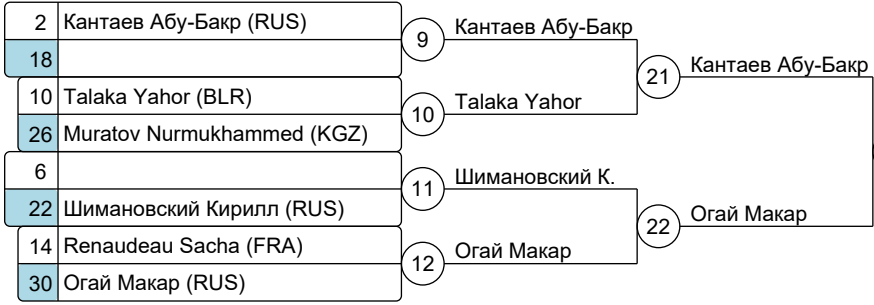 2 Кантаев Абу-Бакр (RUS)
18
10 Talaka Yahor (BLR)
26 Muratov Nurmukhammed (KGZ)
6
22 Шимановский Кирилл (RUS)
14 Renaudeau Sacha (FRA)
30 Огай Макар (RUS)
9 Кантаев Абу-Бакр
10 Talaka Yahor
11 Шимановский К.
12 Огай Макар
21 Кантаев Абу-Бакр
22 Огай Макар